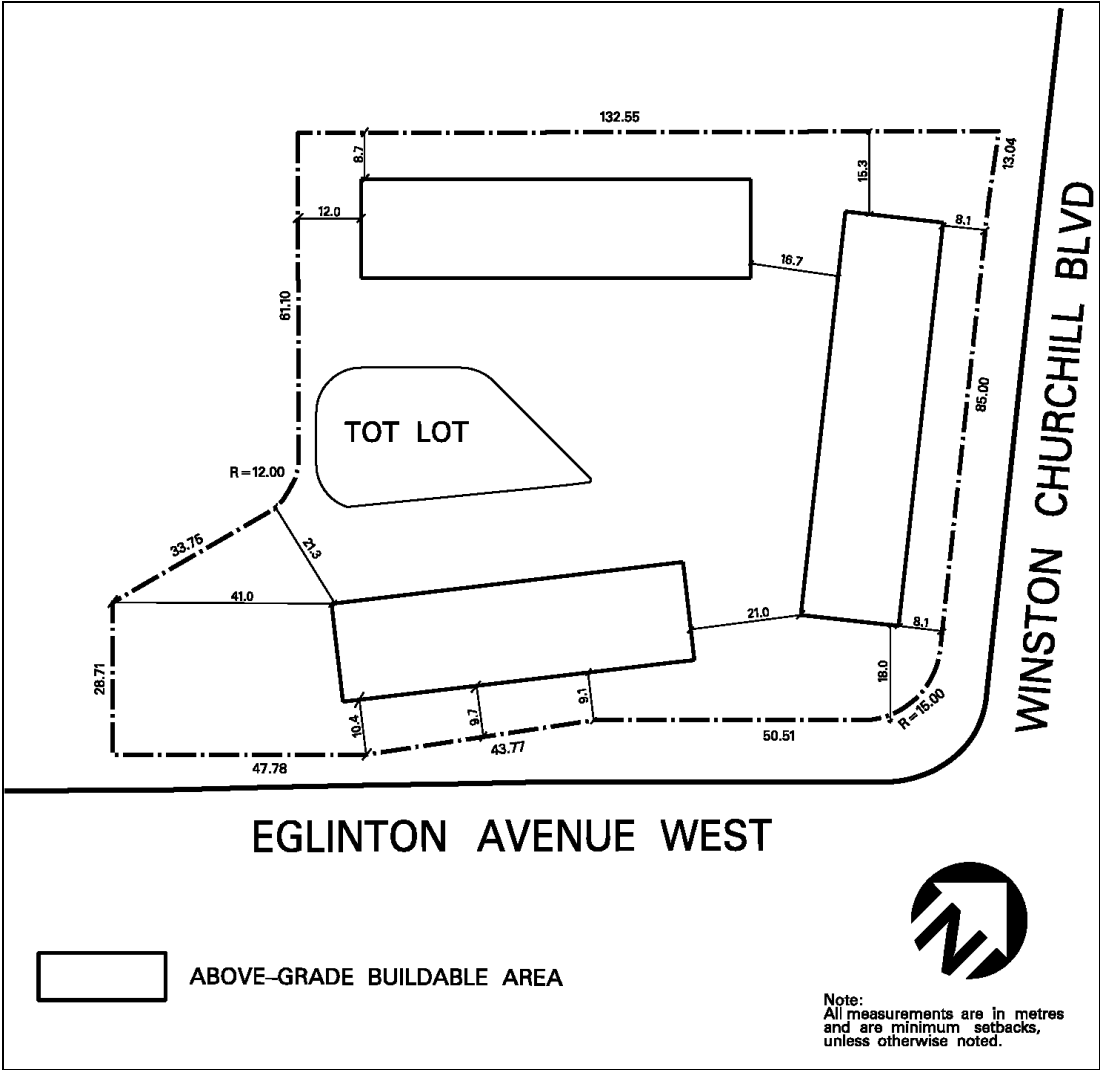 132.55
13.04
8.7
15.3
12.0
8.1
16.7
61.10
85.00
WINSTON CHURCHILL BLVD
TOT LOT
R=12.00
33.75
21.3
41.0
21.0
8.1
28.71
18.0
9.1
9.7
10.4
R=15.00
50.51
43.77
47.78
EGLINTON AVENUE WEST
N
ABOVE-GRADE BUILDABLE AREA
Note:
All measurements are in metres
and are minimum setbacks,
unless otherwise noted.